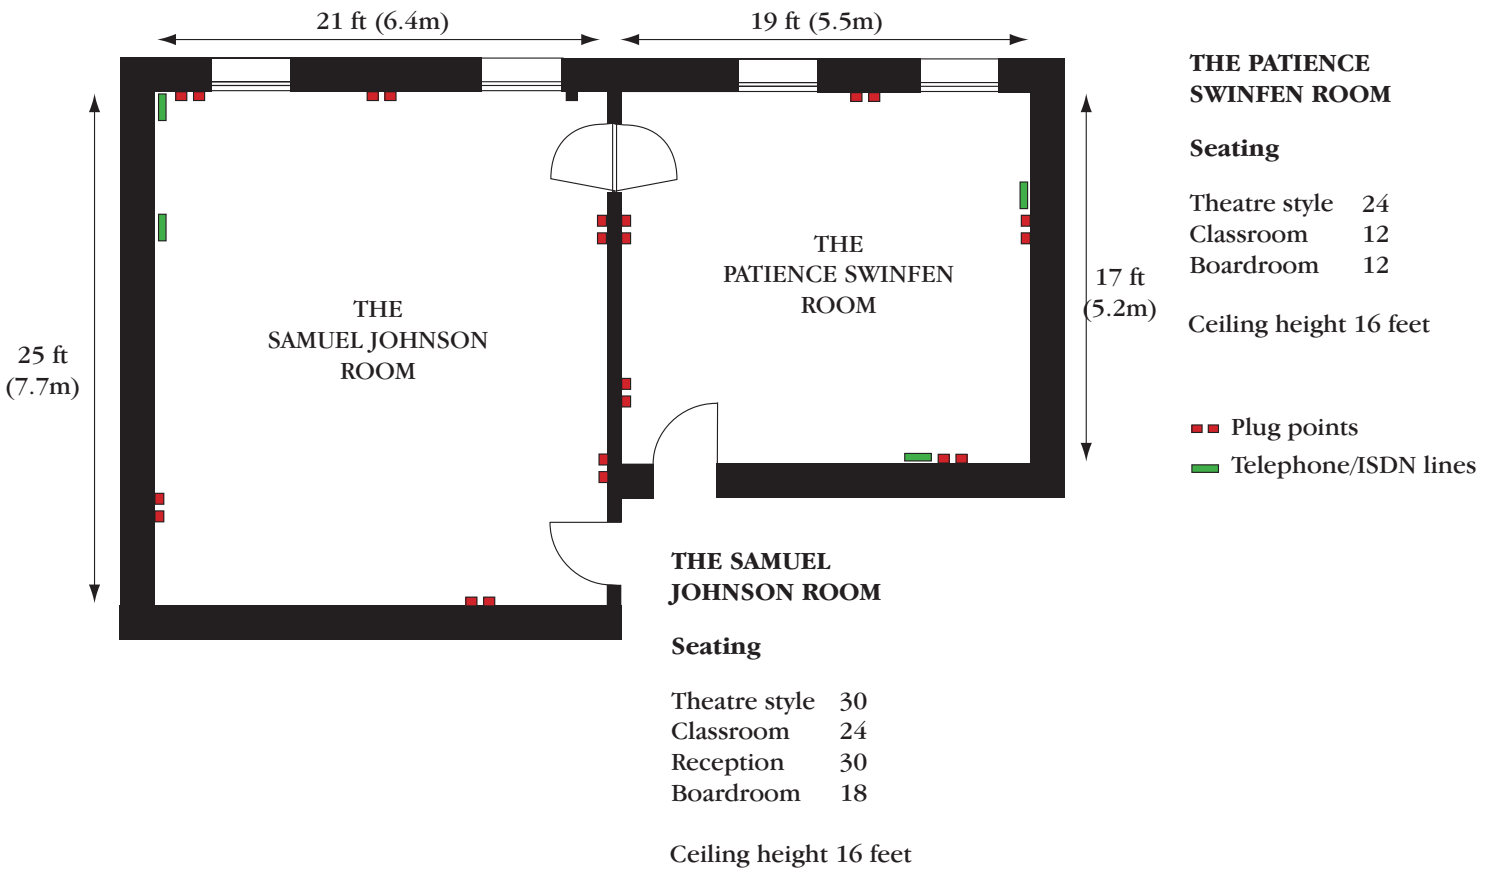 21 ft (6.4m)
19 ft (5.5m)
25 ft
(7.7m)
THE
SAMUEL JOHNSON
ROOM
THE
PATIENCE SWINFEN
ROOM
17 ft
(5.2m)
THE PATIENCE
SWINFEN ROOM
Seating
Theatre style 24
Classroom 12
Boardroom 12
Ceiling height 16 feet
Plug points
Telephone/ISDN lines
THE SAMUEL
JOHNSON ROOM
Seating
Theatre style 30
Classroom 24
Reception 30
Boardroom 18
Ceiling height 16 feet